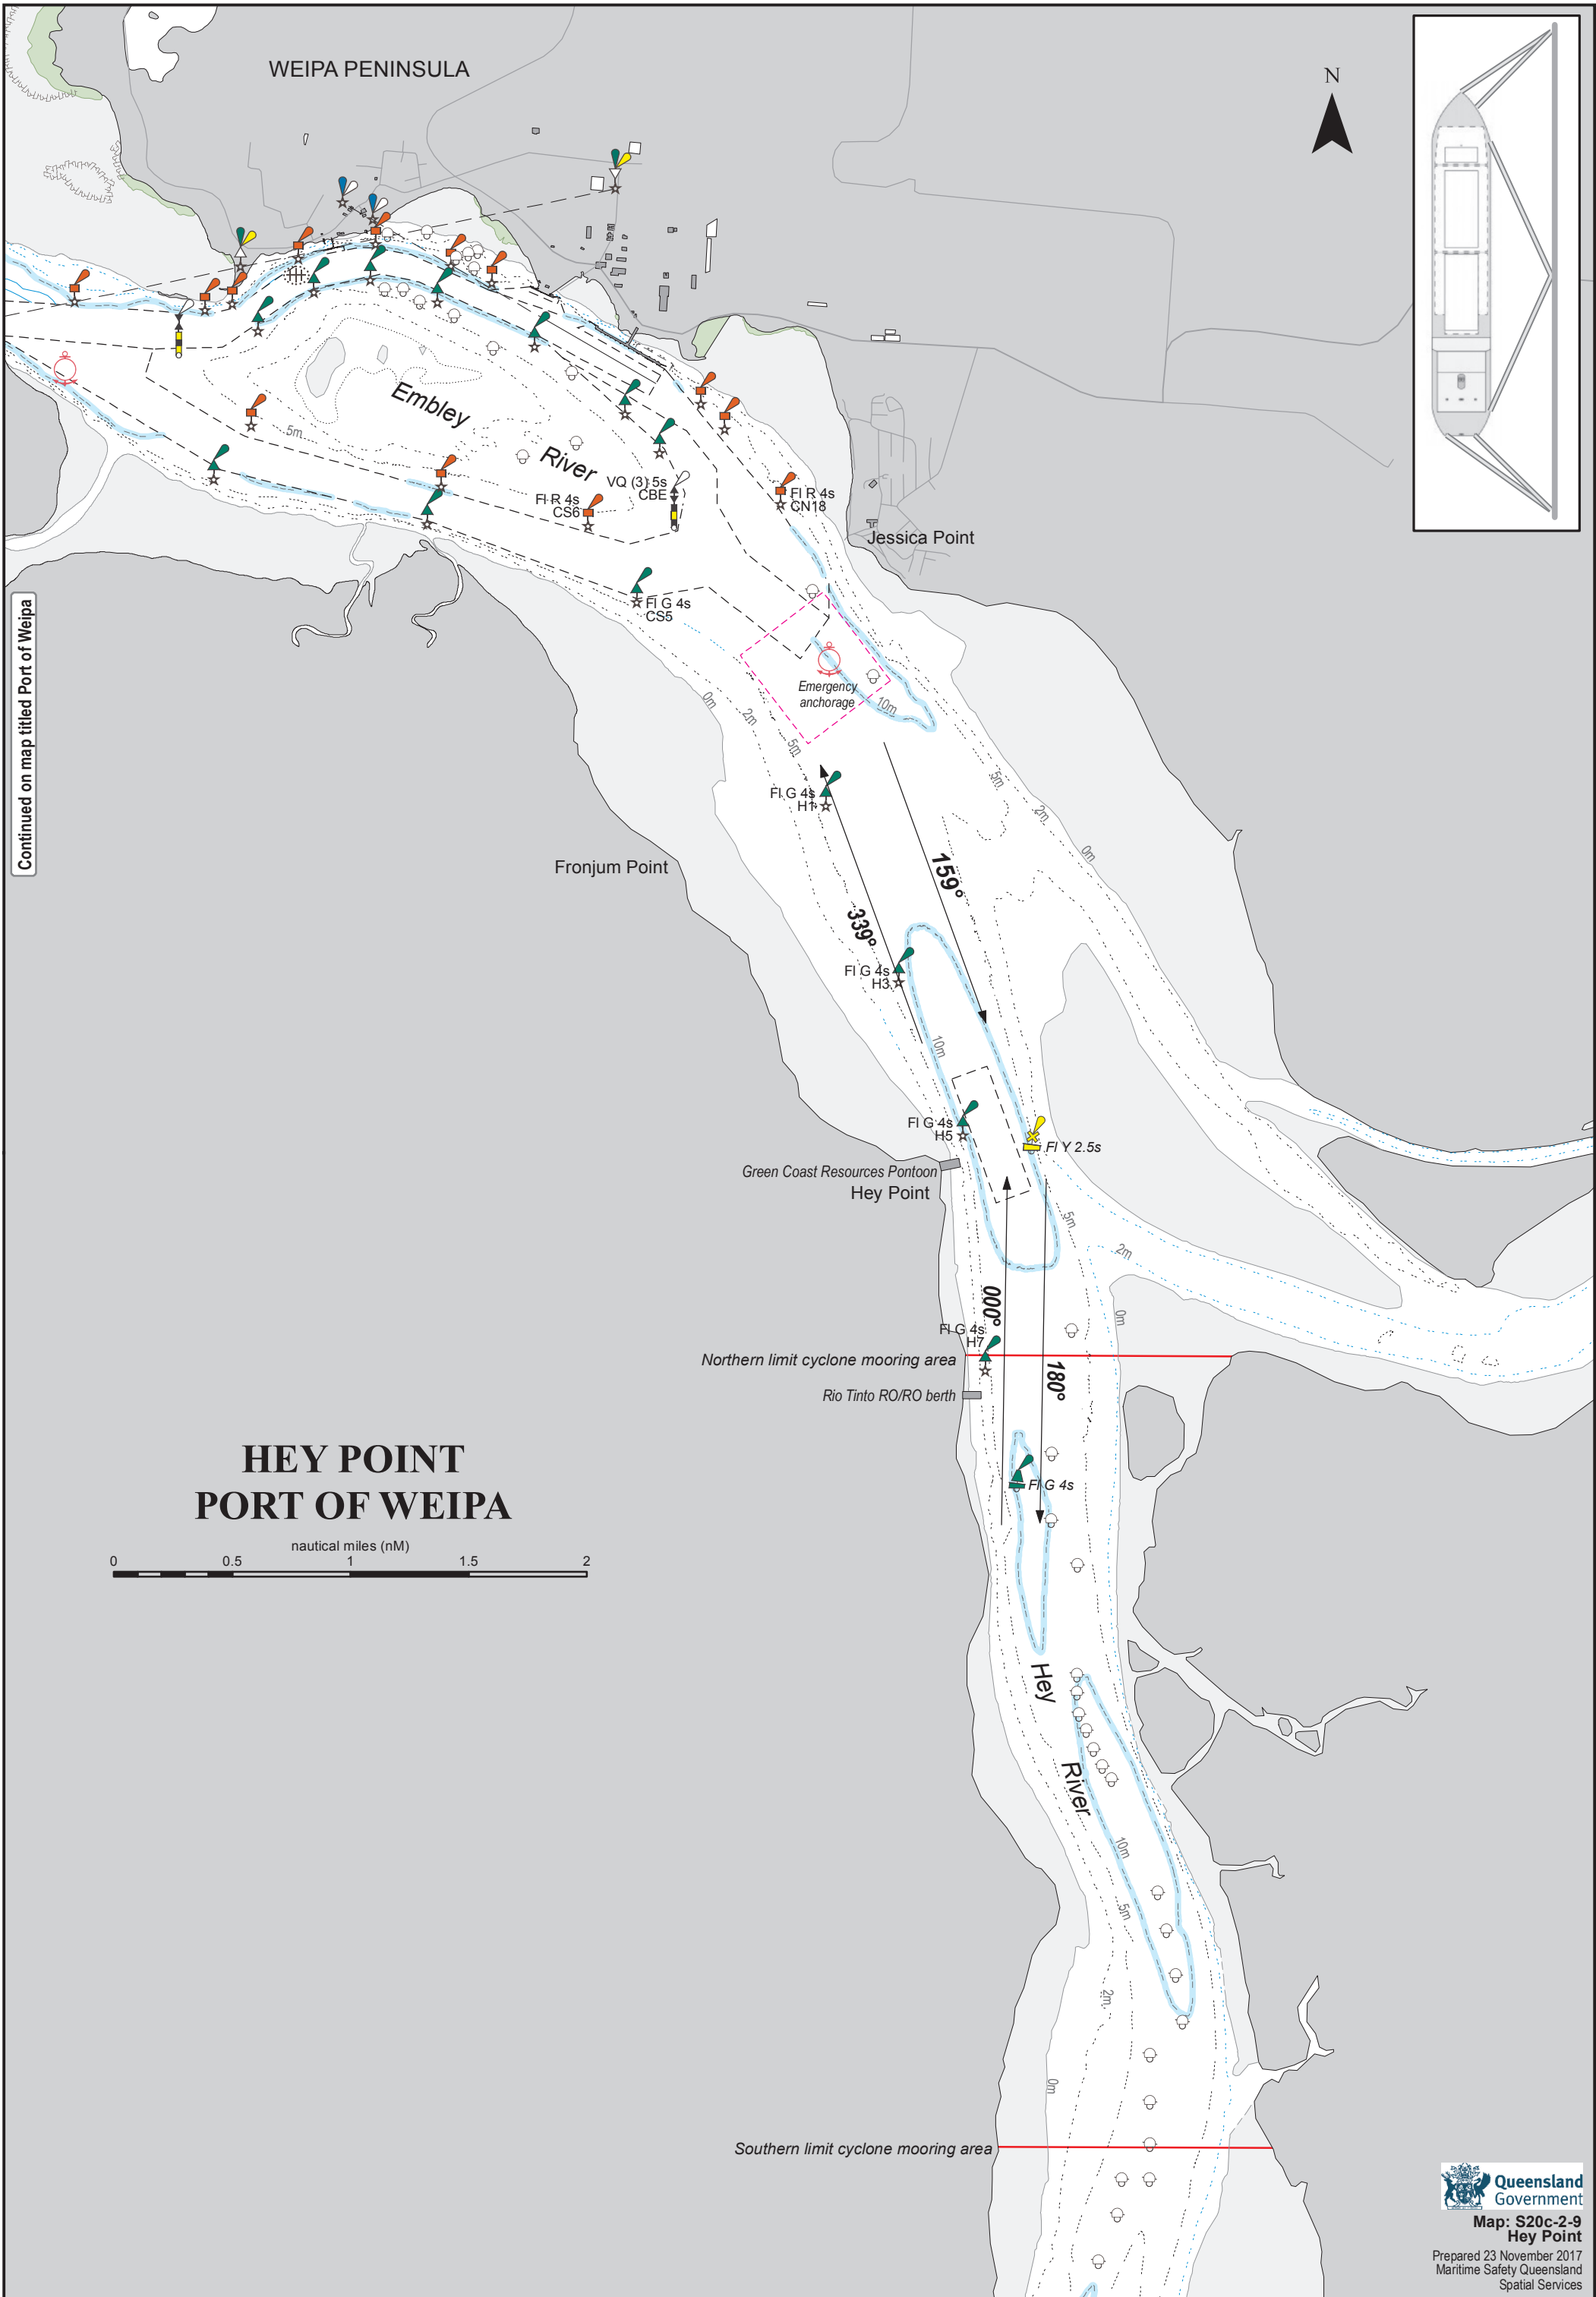 WEIPA PENINSULA
N
Embley
River
5m
VQ (3) 5s
CBE
Fl R 4s
CS6
Fl R 4s
CN18
Jessica Point
Fl G 4s
CS5
Continued on map titled Port of Weipa
Emergency
anchorage
10m
0m
2m
5m
5m
2m
0m
Fl G 4s
H1
Fronjum Point
159°
339°
Fl G 4s
H3
10m
Fl G 4s
H5
Fl Y 2.5s
Green Coast Resources Pontoon
Hey Point
5m
2m
0m
000°
Fl G 4s
H7
Northern limit cyclone mooring area
180°
Rio Tinto RO/RO berth
HEY POINT
PORT OF WEIPA
Fl G 4s
nautical miles (nM)
0 0.5 1 1.5 2
Hey
River
10m
5m
2m
0m
Southern limit cyclone mooring area
Queensland
Government
Map: S20c-2-9
Hey Point
Prepared 23 November 2017
Maritime Safety Queensland
Spatial Services